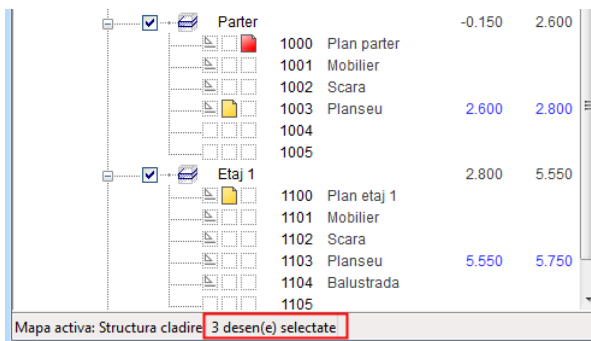 Parter -0.150 2.600
1000 Plan parter
1001 Mobilier
1002 Scara
1003 Planseu 2.600 2.800
1004
1005
Etaj 1 2.800 5.550
1100 Plan etaj 1
1101 Mobilier
1102 Scara
1103 Planseu 5.550 5.750
1104 Balustrada
1105
Mapa activa: Structura cladire 3 desen(e) selectate